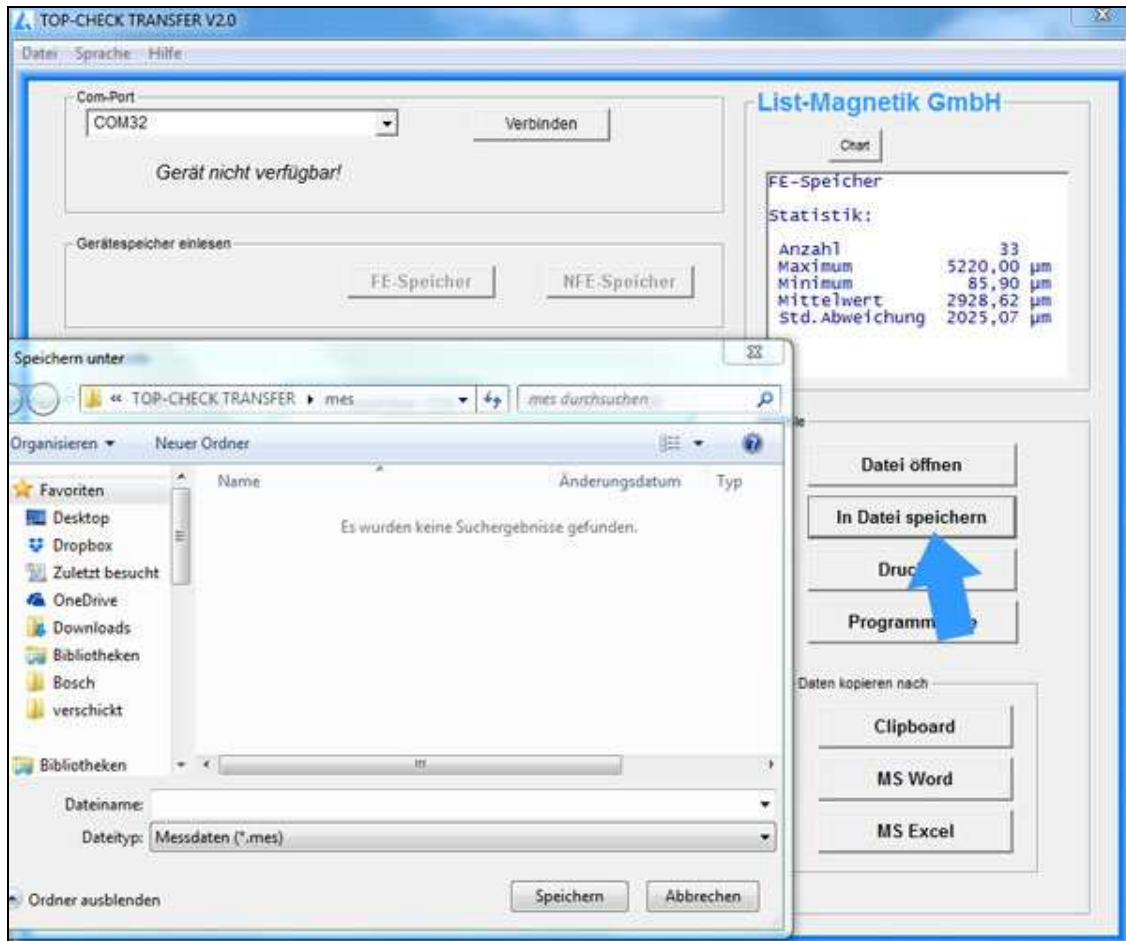 TOP-CHECK TRANSFER V2.0
Datei Sprache Hilfe
Com-Port
COM32
Verbinden
Gerät nicht verfügbar!
Gerätespeicher einlesen
FE-Speicher
NFE-Speicher
List-Magnetik GmbH
Chart
FE-Speicher
Statistik:
Anzahl 33
Maximum 5220,00 µm
Minimum 85,90 µm
Mittelwert 2928,62 µm
Std.Abweichung 2025,07 µm
Speichern unter
« TOP-CHECK TRANSFER ▸ mes
mes durchsuchen
Organisieren
Neuer Ordner
Name
Änderungsdatum
Typ
Es wurden keine Suchergebnisse gefunden.
Favoriten
Desktop
Dropbox
Zuletzt besucht
OneDrive
Downloads
Bibliotheken
Bosch
verschickt
Bibliotheken
Dateiname:
Dateityp: Messdaten (*.mes)
Ordner ausblenden
Speichern
Abbrechen
Datei öffnen
In Datei speichern
Daten kopieren nach
Clipboard
MS Word
MS Excel